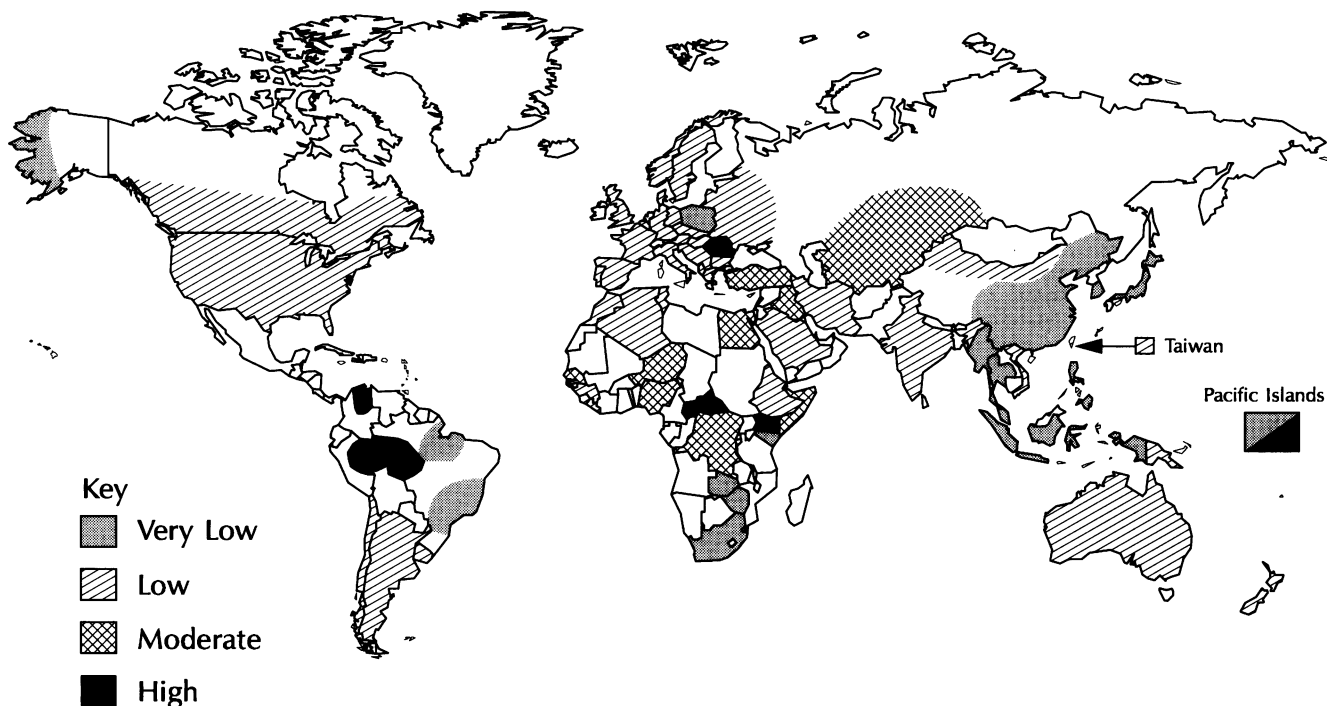 Taiwan
Pacific Islands
Key
Very Low
Low
Moderate
High